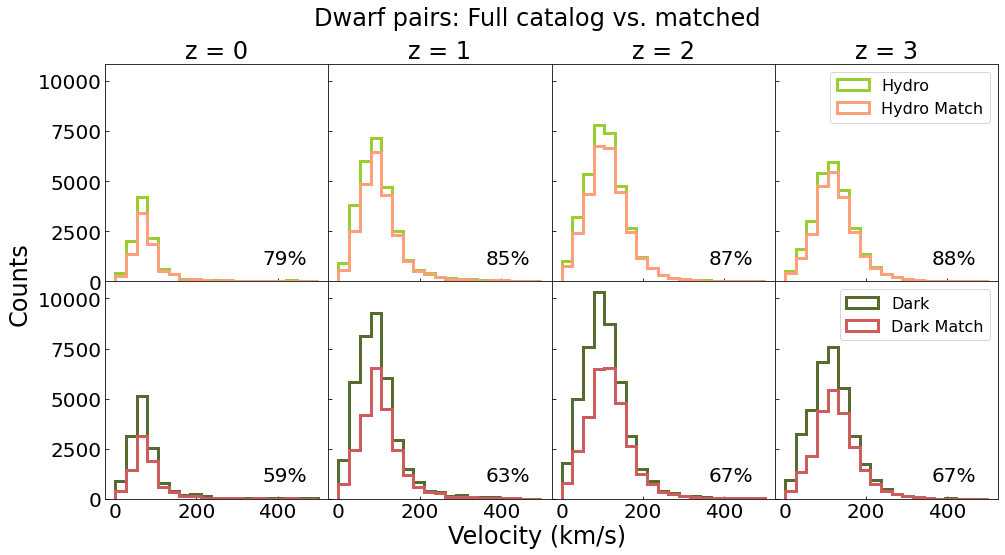 Dwarf pairs: Full catalog vs. matched
z = 0 z = 1 z = 2 z = 3
10000
7500
5000
2500
0
Hydro
Hydro Match
79% 85% 87% 88%
Counts
10000
7500
5000
2500
0
Dark
Dark Match
59% 63% 67% 67%
0 200 400 0 200 400 0 200 400 0 200 400
Velocity (km/s)